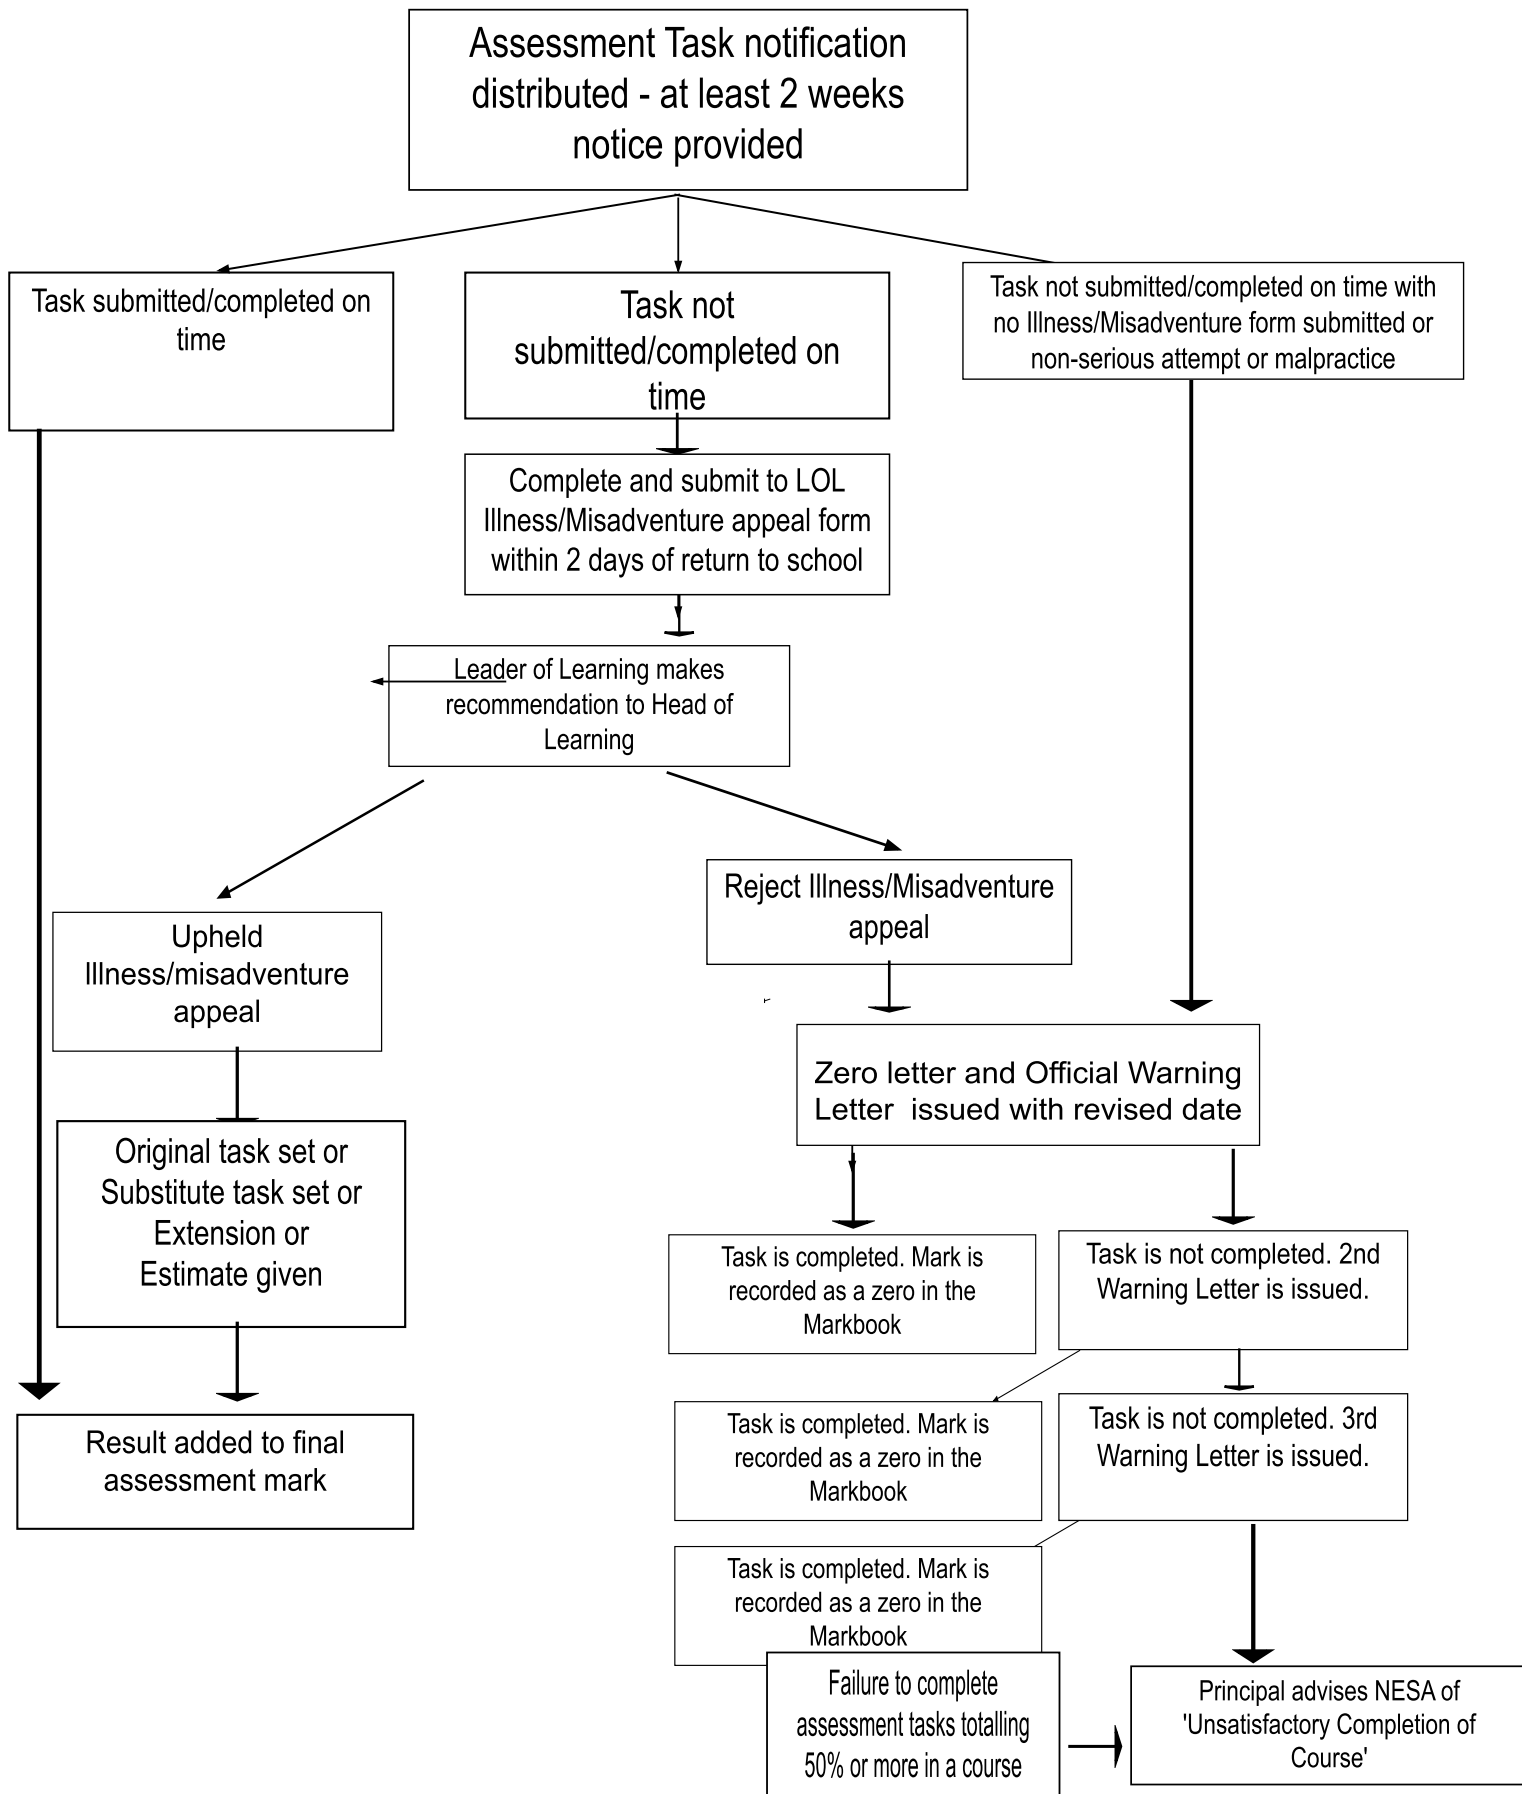 Assessment Task notification
distributed - at least 2 weeks
notice provided
Task submitted/completed on
time
Task not
submitted/completed on
time
Task not submitted/completed on time with
no Illness/Misadventure form submitted or
non-serious attempt or malpractice
Complete and submit to LOL
Illness/Misadventure appeal form
within 2 days of return to school
Leader of Learning makes
recommendation to Head of
Learning
Reject Illness/Misadventure
appeal
Upheld
Illness/misadventure
appeal
Zero letter and Official Warning
Letter  issued with revised date
Original task set or
Substitute task set or
Extension or
Estimate given
Task is completed. Mark is
recorded as a zero in the
Markbook
Task is not completed. 2nd
Warning Letter is issued.
Result added to final
assessment mark
Task is completed. Mark is
recorded as a zero in the
Markbook
Task is not completed. 3rd
Warning Letter is issued.
Task is completed. Mark is
recorded as a zero in the
Markbook
Failure to complete
assessment tasks totalling
50% or more in a course
Principal advises NESA of
'Unsatisfactory Completion of
Course'